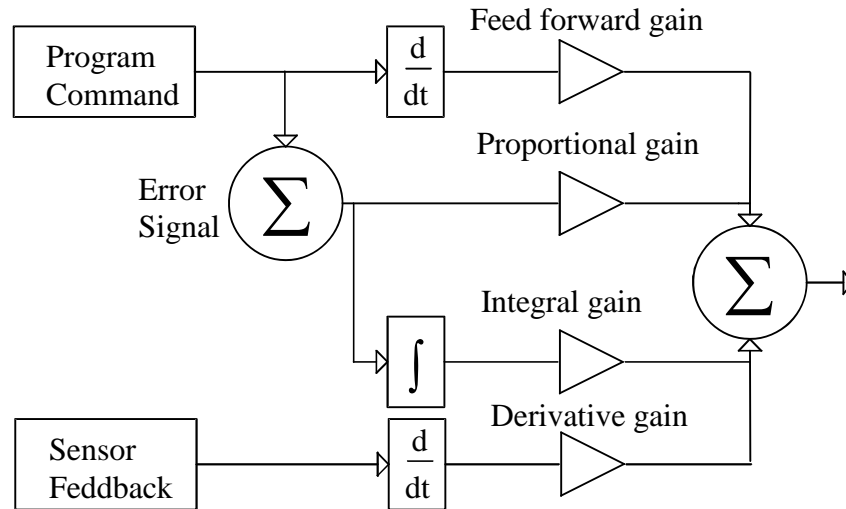 Feed forward gain
Program
Command
d
dt
Proportional gain
Error
Signal
Σ
Σ
Integral gain
∫
Derivative gain
Sensor
Feddback
d
dt